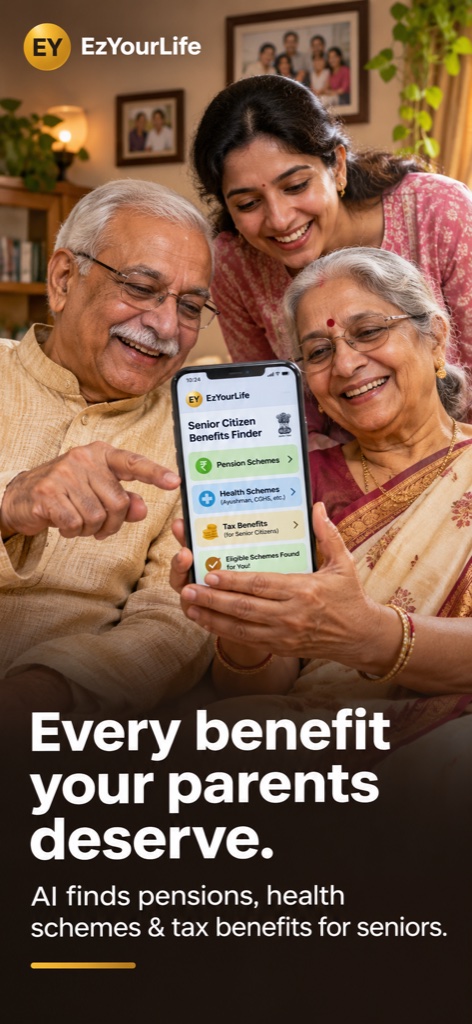 EY EzYourLife
10:24
EY EzYourLife
Senior Citizen
Benefits Finder
₹ Pension Schemes
Health Schemes
(Ayushman, CGHS, etc.)
Tax Benefits
(for Senior Citizens)
Eligible Schemes Found
for You!
Every benefit
your parents
deserve.
AI finds pensions, health
schemes & tax benefits for seniors.